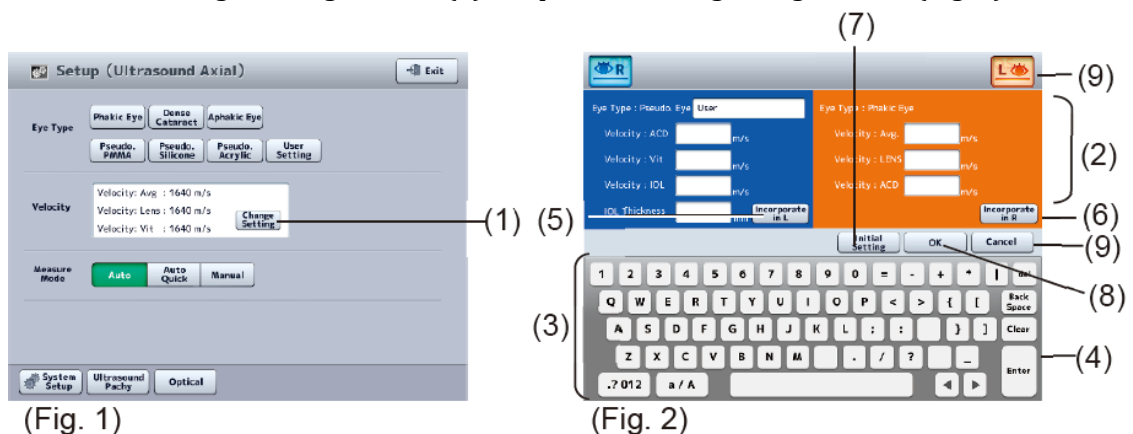 (7)
Setup (Ultrasound Axial)
Exit
Eye Type
Phakic Eye
Dense Cataract
Aphakic Eye
Pseudo. PMMA
Pseudo. Silicone
Pseudo. Acrylic
User Setting
Velocity
Velocity: Avg : 1640 m/s
Velocity: Lens : 1640 m/s
Velocity: Vit : 1640 m/s
Change Setting
(1)
Measure Mode
Auto
Auto Quick
Manual
System Setup
Ultrasound Pachy
Optical
(Fig. 1)
R
L
(9)
Eye Type : Pseudo. Eye
User
Velocity : ACD
m/s
Velocity : Vit
m/s
Velocity : IOL
m/s
IOL Thickness
Incorporate in L
(5)
Eye Type : Phakic Eye
Velocity : Avg.
m/s
Velocity : LENS
m/s
Velocity : ACD
m/s
(2)
Incorporate in R
(6)
Initial Setting
OK
Cancel
(9)
(8)
(3)
1 2 3 4 5 6 7 8 9 0 = - + * | del
Q W E R T Y U I O P < > { [ Back Space
A S D F G H J K L ; : } ] Clear
Z X C V B N M . / ? _ Enter
(4)
.?012 a / A
(Fig. 2)